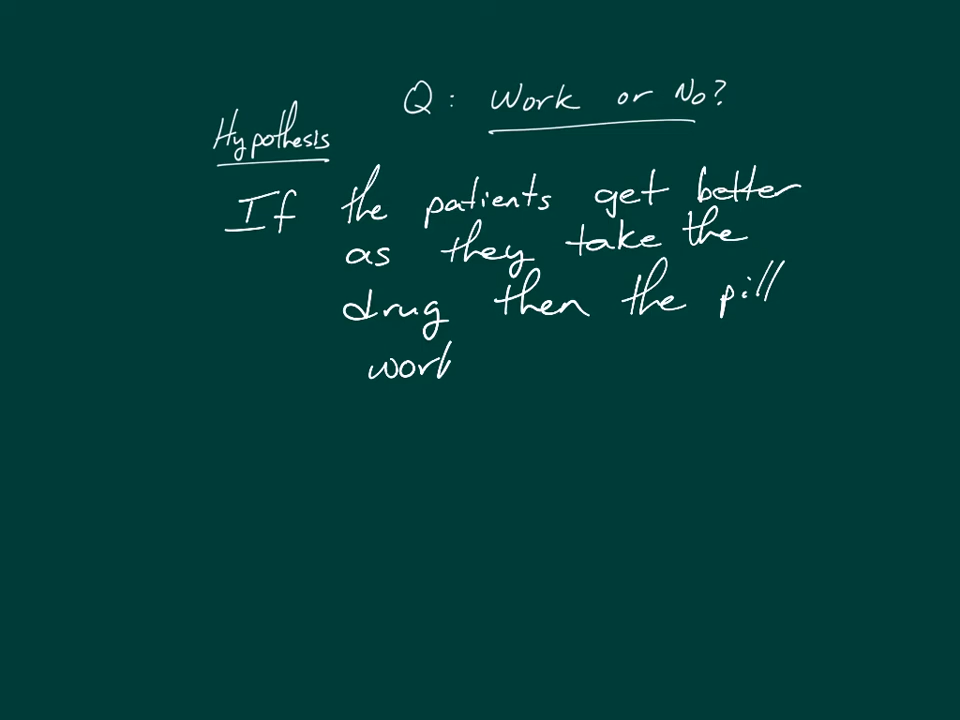 Q: Work or No?
Hypothesis
If the patients get better
as they take the
drug then the pill
work